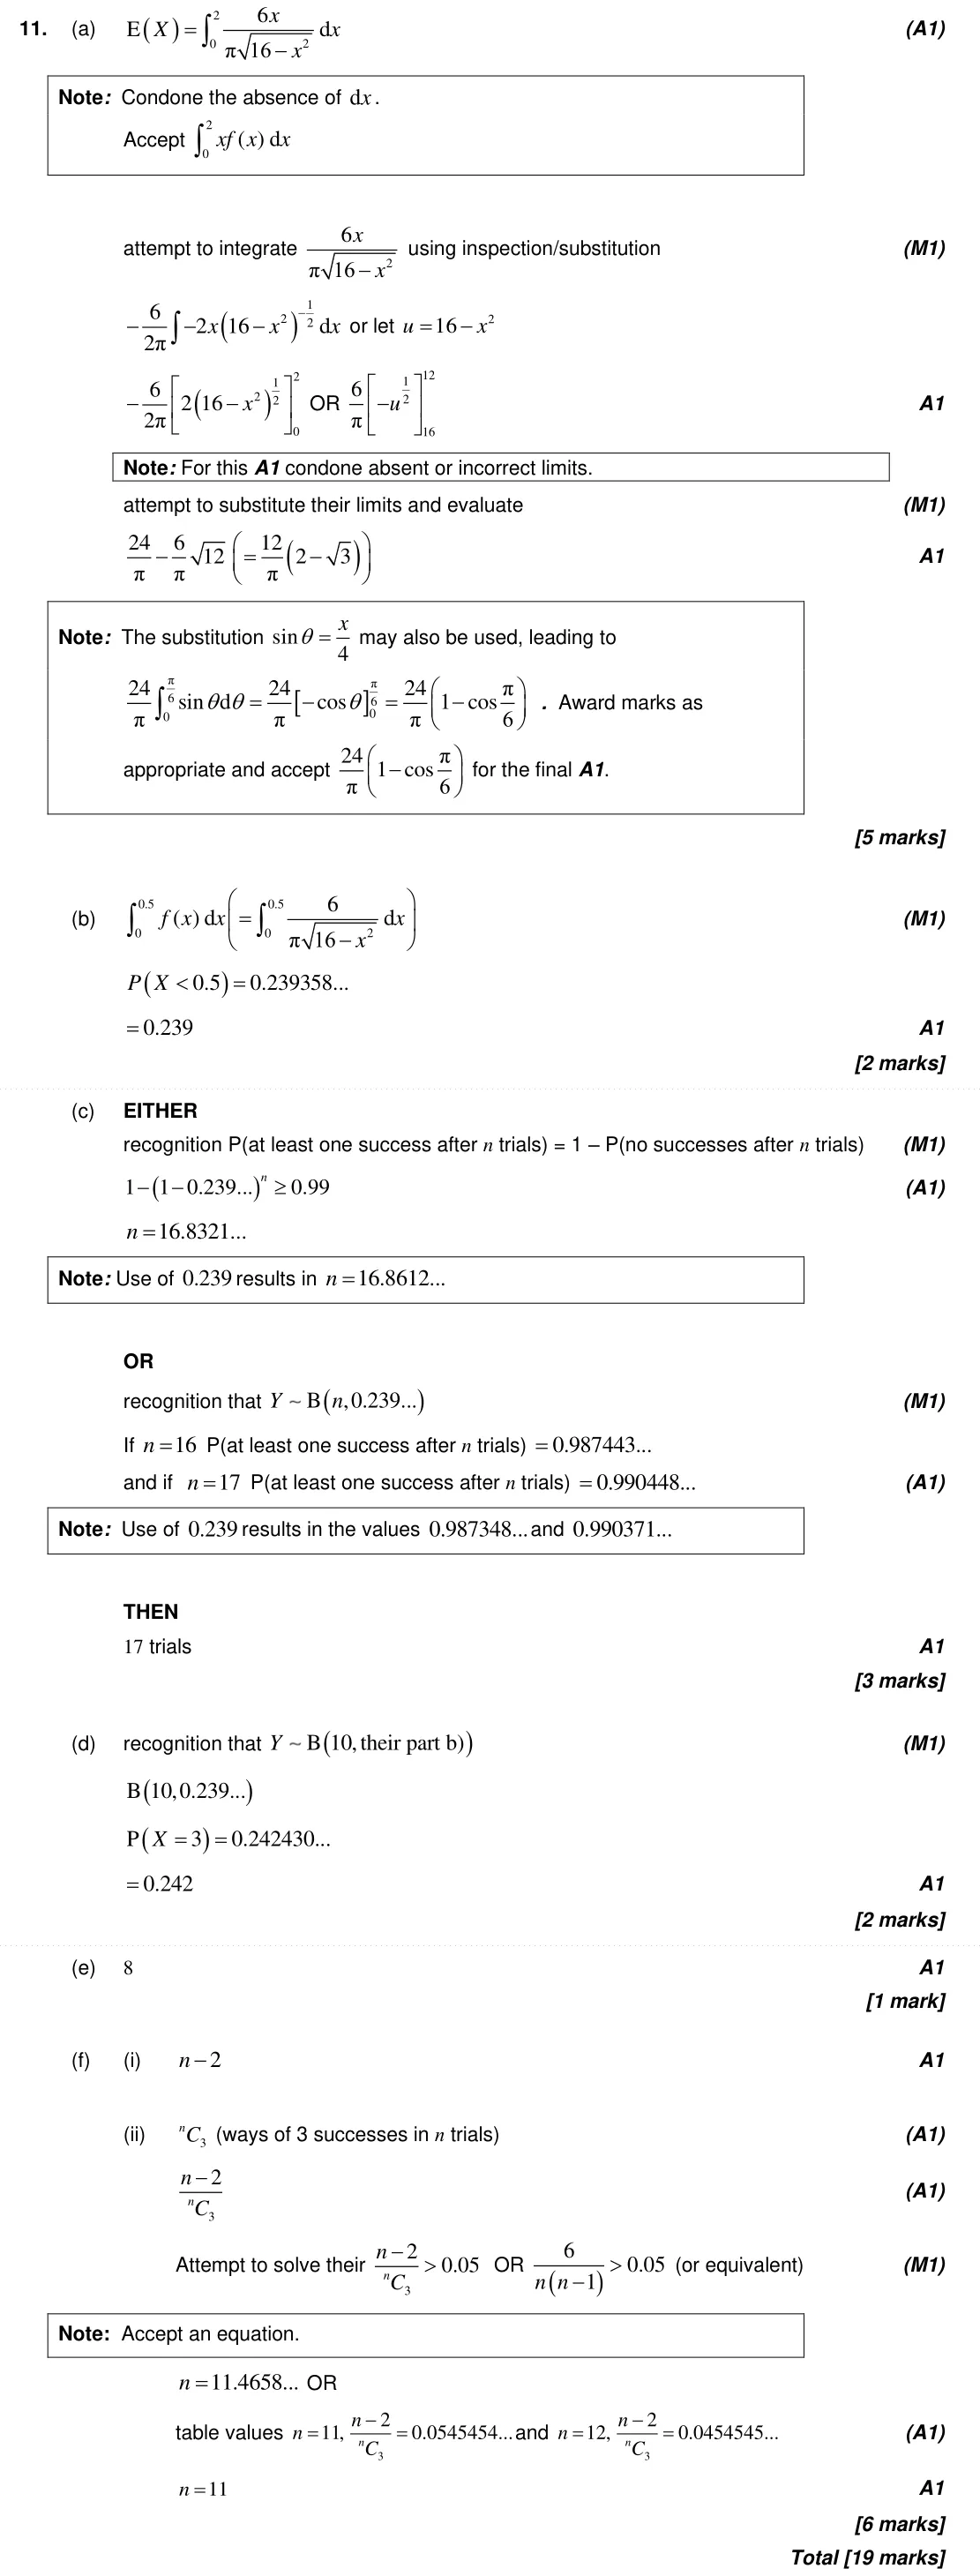 11. (a) E(X) = ∫₀² 6x / (π√(16 − x²)) dx (A1)
Note: Condone the absence of dx.
Accept ∫₀² xf(x) dx
attempt to integrate 6x / (π√(16 − x²)) using inspection/substitution (M1)
−6/(2π) ∫ −2x(16 − x²)^(−1/2) dx or let u = 16 − x²
−6/(2π) [2(16 − x²)^(1/2)]₀² OR 6/π [−u^(1/2)]₁₆¹² A1
Note: For this A1 condone absent or incorrect limits.
attempt to substitute their limits and evaluate (M1)
24/π − 6/π √12 (= 12/π (2 − √3)) A1
Note: The substitution sin θ = x/4 may also be used, leading to
24/π ∫₀^(π/6) sin θdθ = 24/π [−cos θ]₀^(π/6) = 24/π (1 − cos π/6) . Award marks as
appropriate and accept 24/π (1 − cos π/6) for the final A1.
[5 marks]
(b) ∫₀^0.5 f(x) dx (= ∫₀^0.5 6 / (π√(16 − x²)) dx) (M1)
P(X < 0.5) = 0.239358...
= 0.239 A1
[2 marks]
(c) EITHER
recognition P(at least one success after n trials) = 1 – P(no successes after n trials) (M1)
1 − (1 − 0.239...)ⁿ ≥ 0.99 (A1)
n = 16.8321...
Note: Use of 0.239 results in n = 16.8612...
OR
recognition that Y ~ B(n, 0.239...) (M1)
If n = 16 P(at least one success after n trials) = 0.987443...
and if n = 17 P(at least one success after n trials) = 0.990448... (A1)
Note: Use of 0.239 results in the values 0.987348... and 0.990371...
THEN
17 trials A1
[3 marks]
(d) recognition that Y ~ B(10, their part b)) (M1)
B(10, 0.239...)
P(X = 3) = 0.242430...
= 0.242 A1
[2 marks]
(e) 8 A1
[1 mark]
(f) (i) n − 2 A1
(ii) ⁿC₃ (ways of 3 successes in n trials) (A1)
(n − 2)/ⁿC₃ (A1)
Attempt to solve their (n − 2)/ⁿC₃ > 0.05 OR 6/(n(n − 1)) > 0.05 (or equivalent) (M1)
Note: Accept an equation.
n = 11.4658... OR
table values n = 11, (n − 2)/ⁿC₃ = 0.0545454... and n = 12, (n − 2)/ⁿC₃ = 0.0454545... (A1)
n = 11 A1
[6 marks]
Total [19 marks]